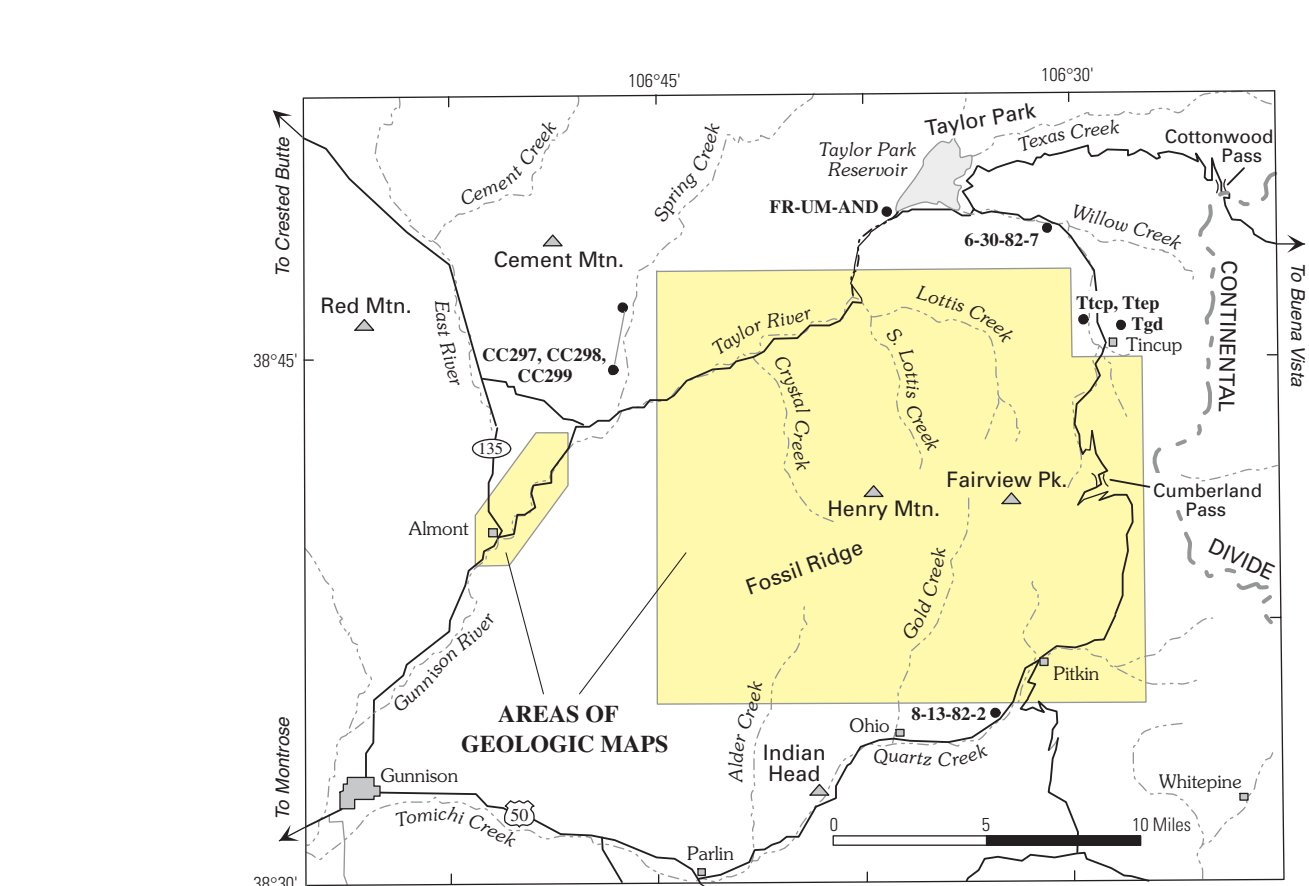 106°45'
106°30'
Taylor Park
Texas Creek
Cottonwood
Pass
Taylor Park
Reservoir
To Crested Butte
Cement Creek
Spring Creek
FR-UM-AND
6-30-82-7
Willow Creek
Cement Mtn.
To Buena Vista
CONTINENTAL
Red Mtn.
East River
Taylor River
Lottis Creek
Ttcp, Ttep
Tgd
Tincup
38°45'
CC297, CC298,
CC299
S. Lottis Creek
Crystal Creek
135
Fairview Pk.
Henry Mtn.
Cumberland
Pass
Almont
DIVIDE
Fossil Ridge
Gold Creek
Gunnison River
Pitkin
AREAS OF
GEOLOGIC MAPS
Alder Creek
8-13-82-2
Ohio
Quartz Creek
To Montrose
Indian
Head
Gunnison
Whitepine
50
Tomichi Creek
0
5
10 Miles
Parlin
38°30'